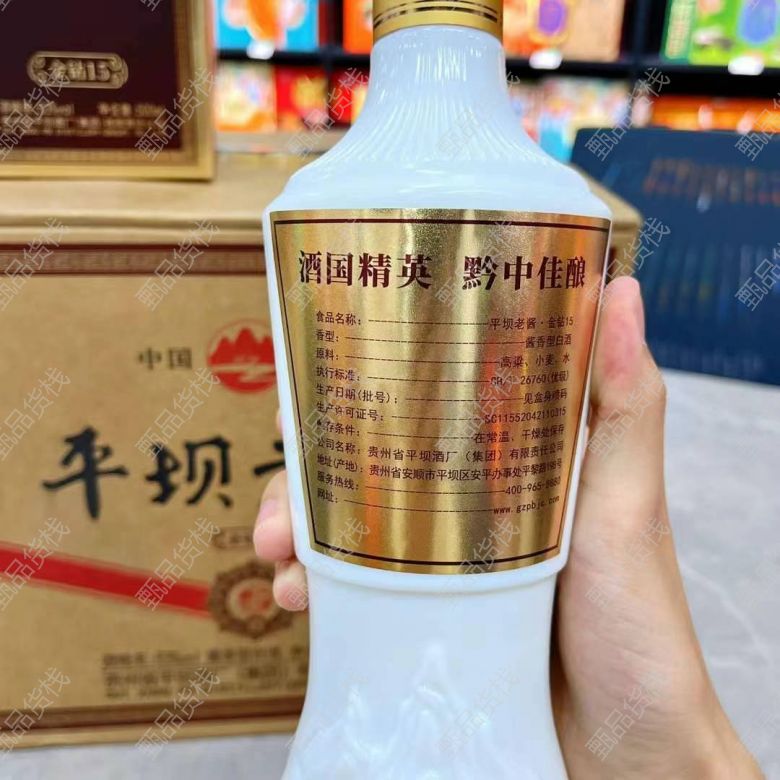 金钻15
中国
平坝
酒国精英 黔中佳酿
食品名称: 平坝老酱·金钻15
香型: 酱香型白酒
原料: 高粱、小麦、水
执行标准: 26760(优级)
生产日期(批号): 见盒身喷码
生产许可证号: SC11552042110315
贮存条件: 在常温、干燥处保存
公司名称: 贵州省平坝酒厂(集团)有限责任公司
地址(产地): 贵州省安顺市平坝区安平办事处平黎路198号
服务热线: 400-965-8680
网址: www.gzpbjc.com
甄品货栈